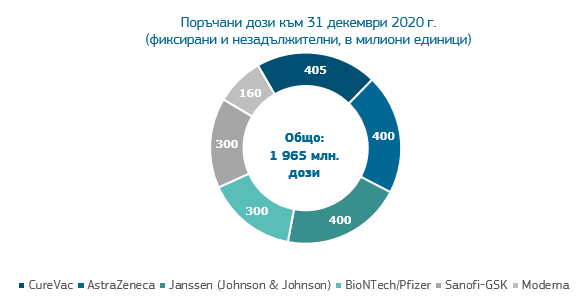 Поръчани дози към 31 декември 2020 г.
(фиксирани и незадължителни, в милиони единици)
405
160
400
300
Общо:
1 965 млн.
дози
300
400
CureVac AstraZeneca Janssen (Johnson & Johnson) BioNTech/Pfizer Sanofi-GSK Moderna